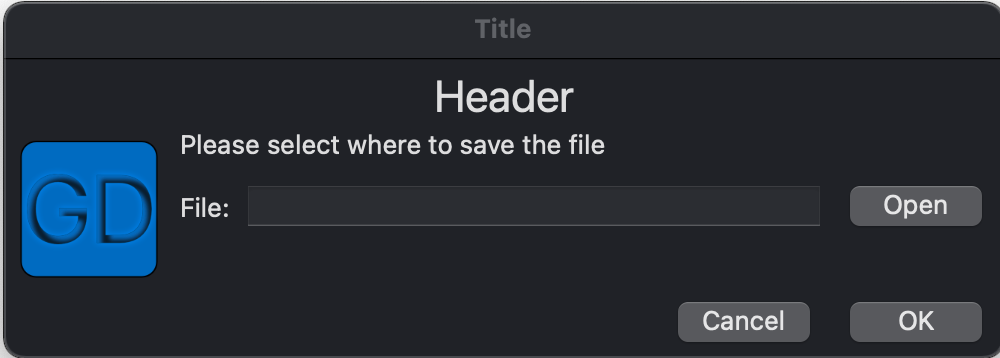 Title
Header
Please select where to save the file
GD
File:
Open
Cancel
OK